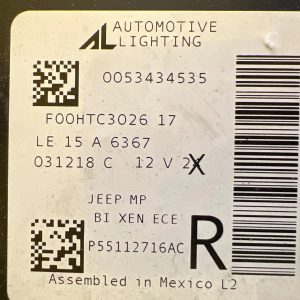 AL AUTOMOTIVE
LIGHTING
0053434535
F00HTC3026 17
LE 15 A 6367
031218 C 12 V 2X
JEEP MP
BI XEN ECE
P55112716AC
R
Assembled in Mexico L2